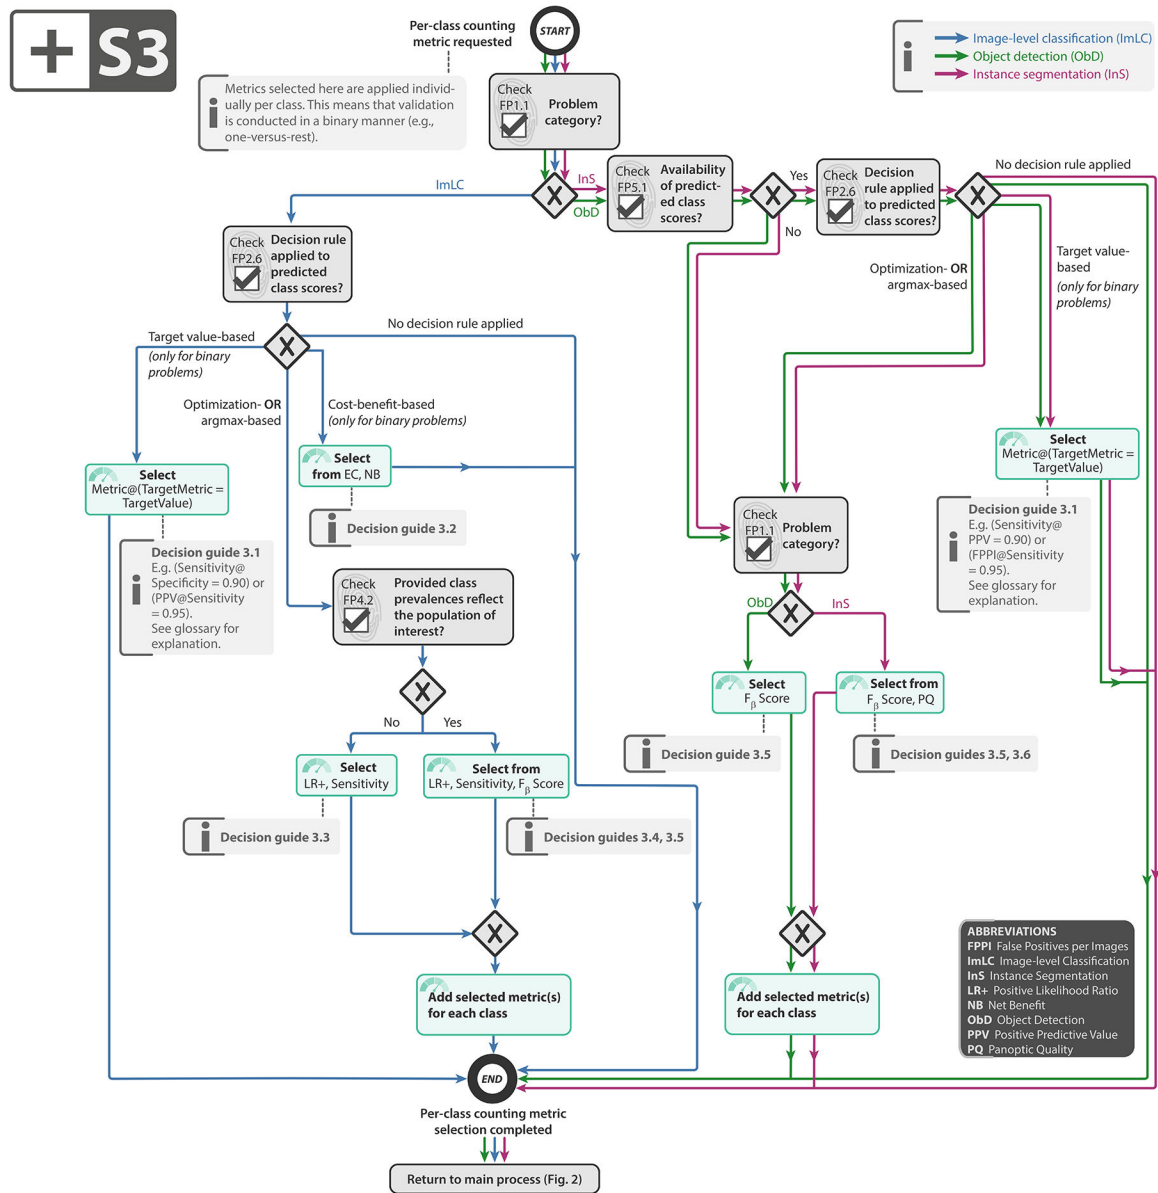 + S3
Per-class counting
metric requested
START
Image-level classification (ImLC)
Object detection (ObD)
Instance segmentation (InS)
Metrics selected here are applied individ-
ually per class. This means that validation
is conducted in a binary manner (e.g.,
one-versus-rest).
Check
FP1.1
Problem
category?
ImLC
InS
ObD
Check
FP5.1
Availability
of predict-
ed class
scores?
Yes
No
Check
FP2.6
Decision
rule applied
to predicted
class scores?
No decision rule applied
Optimization- OR
argmax-based
Target value-
based
(only for binary
problems)
Check
FP2.6
Decision rule
applied to
predicted
class scores?
No decision rule applied
Target value-based
(only for binary
problems)
Optimization- OR
argmax-based
Cost-benefit-based
(only for binary problems)
Select
from EC, NB
Decision guide 3.2
Select
Metric@(TargetMetric =
TargetValue)
Decision guide 3.1
E.g. (Sensitivity@
Specificity = 0.90) or
(PPV@Sensitivity
= 0.95).
See glossary for
explanation.
Select
Metric@(TargetMetric =
TargetValue)
Decision guide 3.1
E.g. (Sensitivity@
PPV = 0.90) or
(FPPI@Sensitivity
= 0.95).
See glossary for
explanation.
Check
FP1.1
Problem
category?
ObD
InS
Check
FP4.2
Provided class
prevalences reflect
the population of
interest?
No
Yes
Select
Fβ Score
Select from
Fβ Score, PQ
Decision guide 3.5
Decision guides 3.5, 3.6
Select
LR+, Sensitivity
Select from
LR+, Sensitivity, Fβ Score
Decision guide 3.3
Decision guides 3.4, 3.5
Add selected metric(s)
for each class
Add selected metric(s)
for each class
ABBREVIATIONS
FPPI False Positives per Images
ImLC Image-level Classification
InS Instance Segmentation
LR+ Positive Likelihood Ratio
NB Net Benefit
ObD Object Detection
PPV Positive Predictive Value
PQ Panoptic Quality
END
Per-class counting metric
selection completed
Return to main process (Fig. 2)